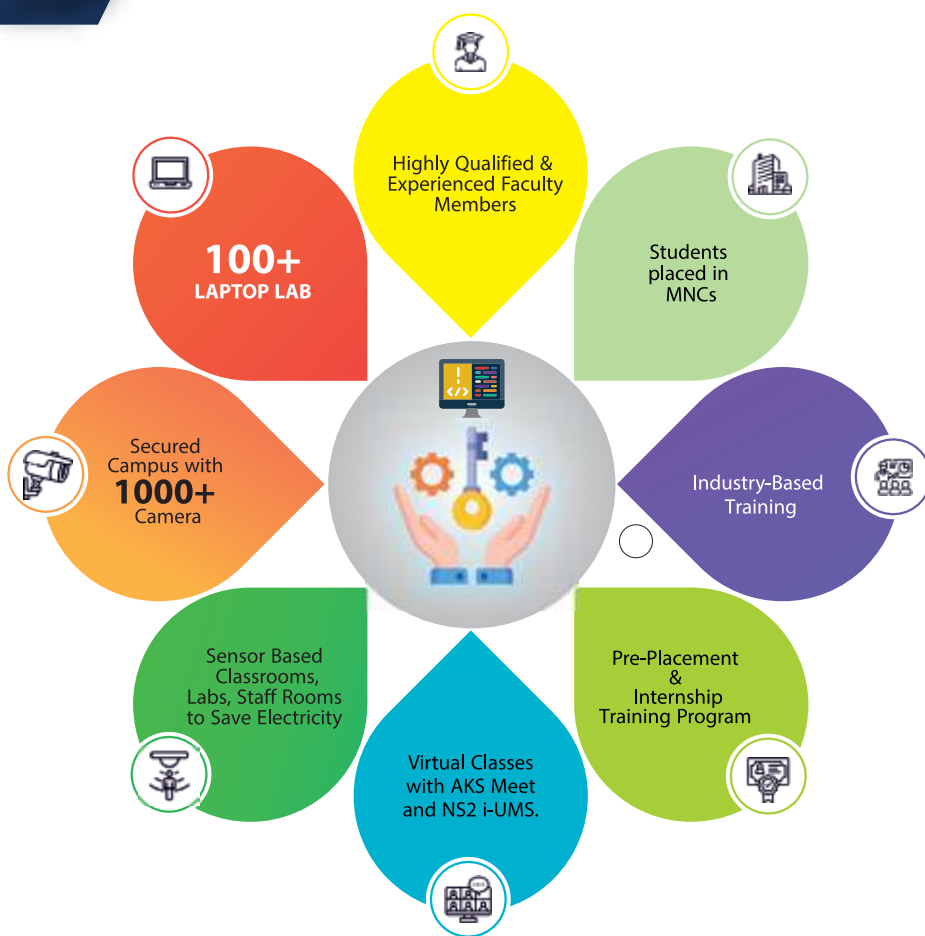 Highly Qualified &
Experienced Faculty
Members
Students
placed in
MNCs
Industry-Based
Training
Pre-Placement
&
Internship
Training Program
Virtual Classes
with AKS Meet
and NS2 i-UMS.
Sensor Based
Classrooms,
Labs, Staff Rooms
to Save Electricity
Secured
Campus with
1000+
Camera
100+
LAPTOP LAB